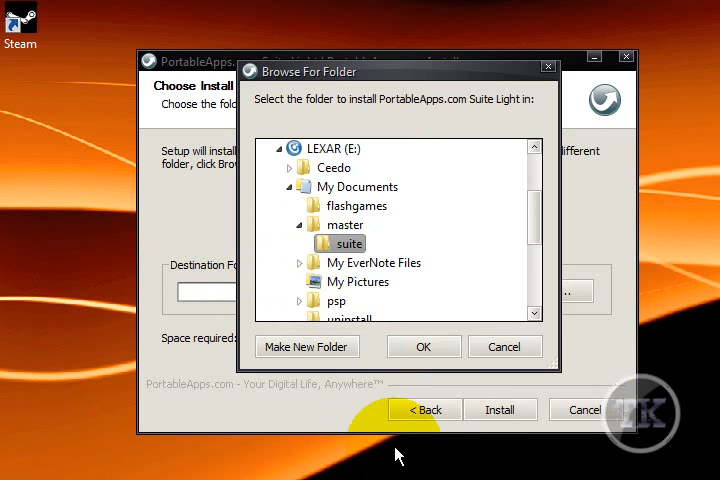 Steam
PortableApps.
Browse For Folder
Choose Install
Choose the fold
Select the folder to install PortableApps.com Suite Light in:
Setup will install
different
folder, click Brow
LEXAR (E:)
Ceedo
My Documents
flashgames
master
suite
My EverNote Files
My Pictures
psp
uninstall
Destination Fo
...
Space required:
Make New Folder
OK
Cancel
PortableApps.com - Your Digital Life, Anywhere™
< Back
Install
Cancel
TK